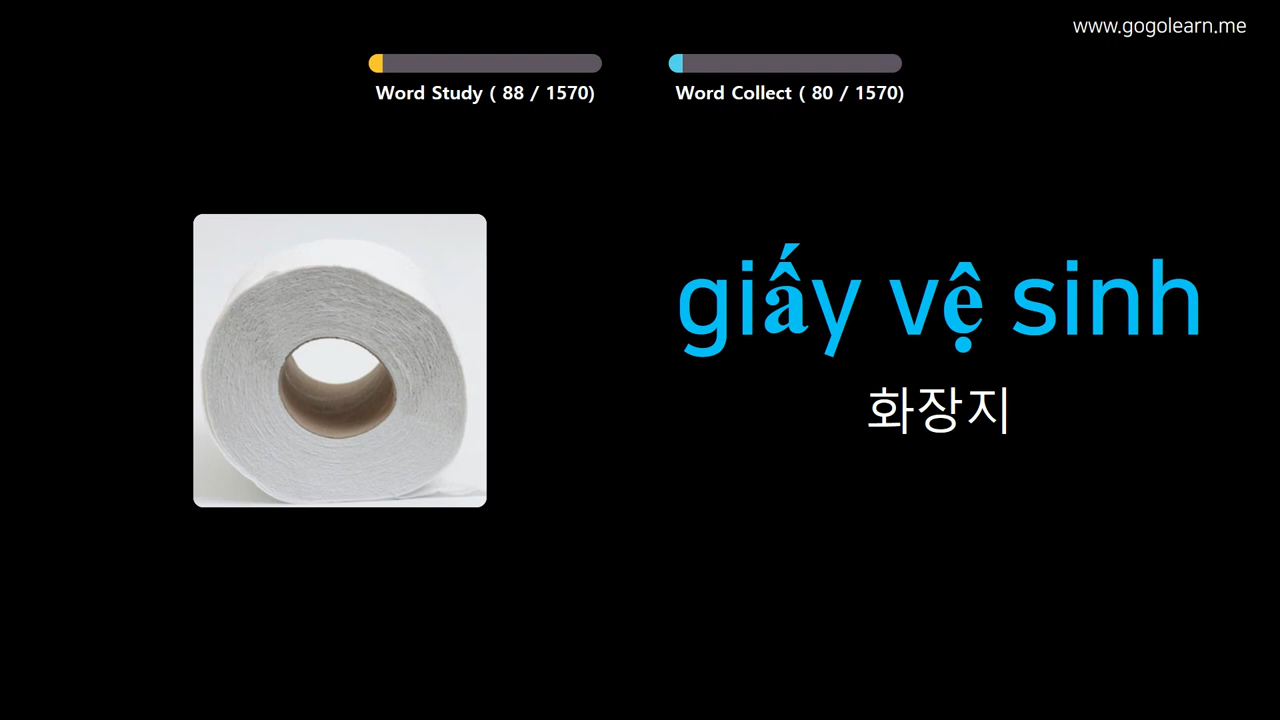 www.gogolearn.me
Word Study ( 88 / 1570)
Word Collect ( 80 / 1570)
giấy vệ sinh
화장지